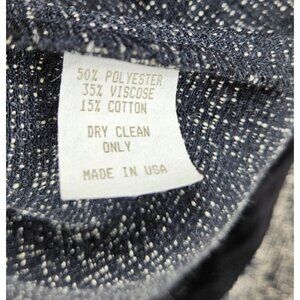 50% POLYESTER
35% VISCOSE
15% COTTON
DRY CLEAN
ONLY
MADE IN USA